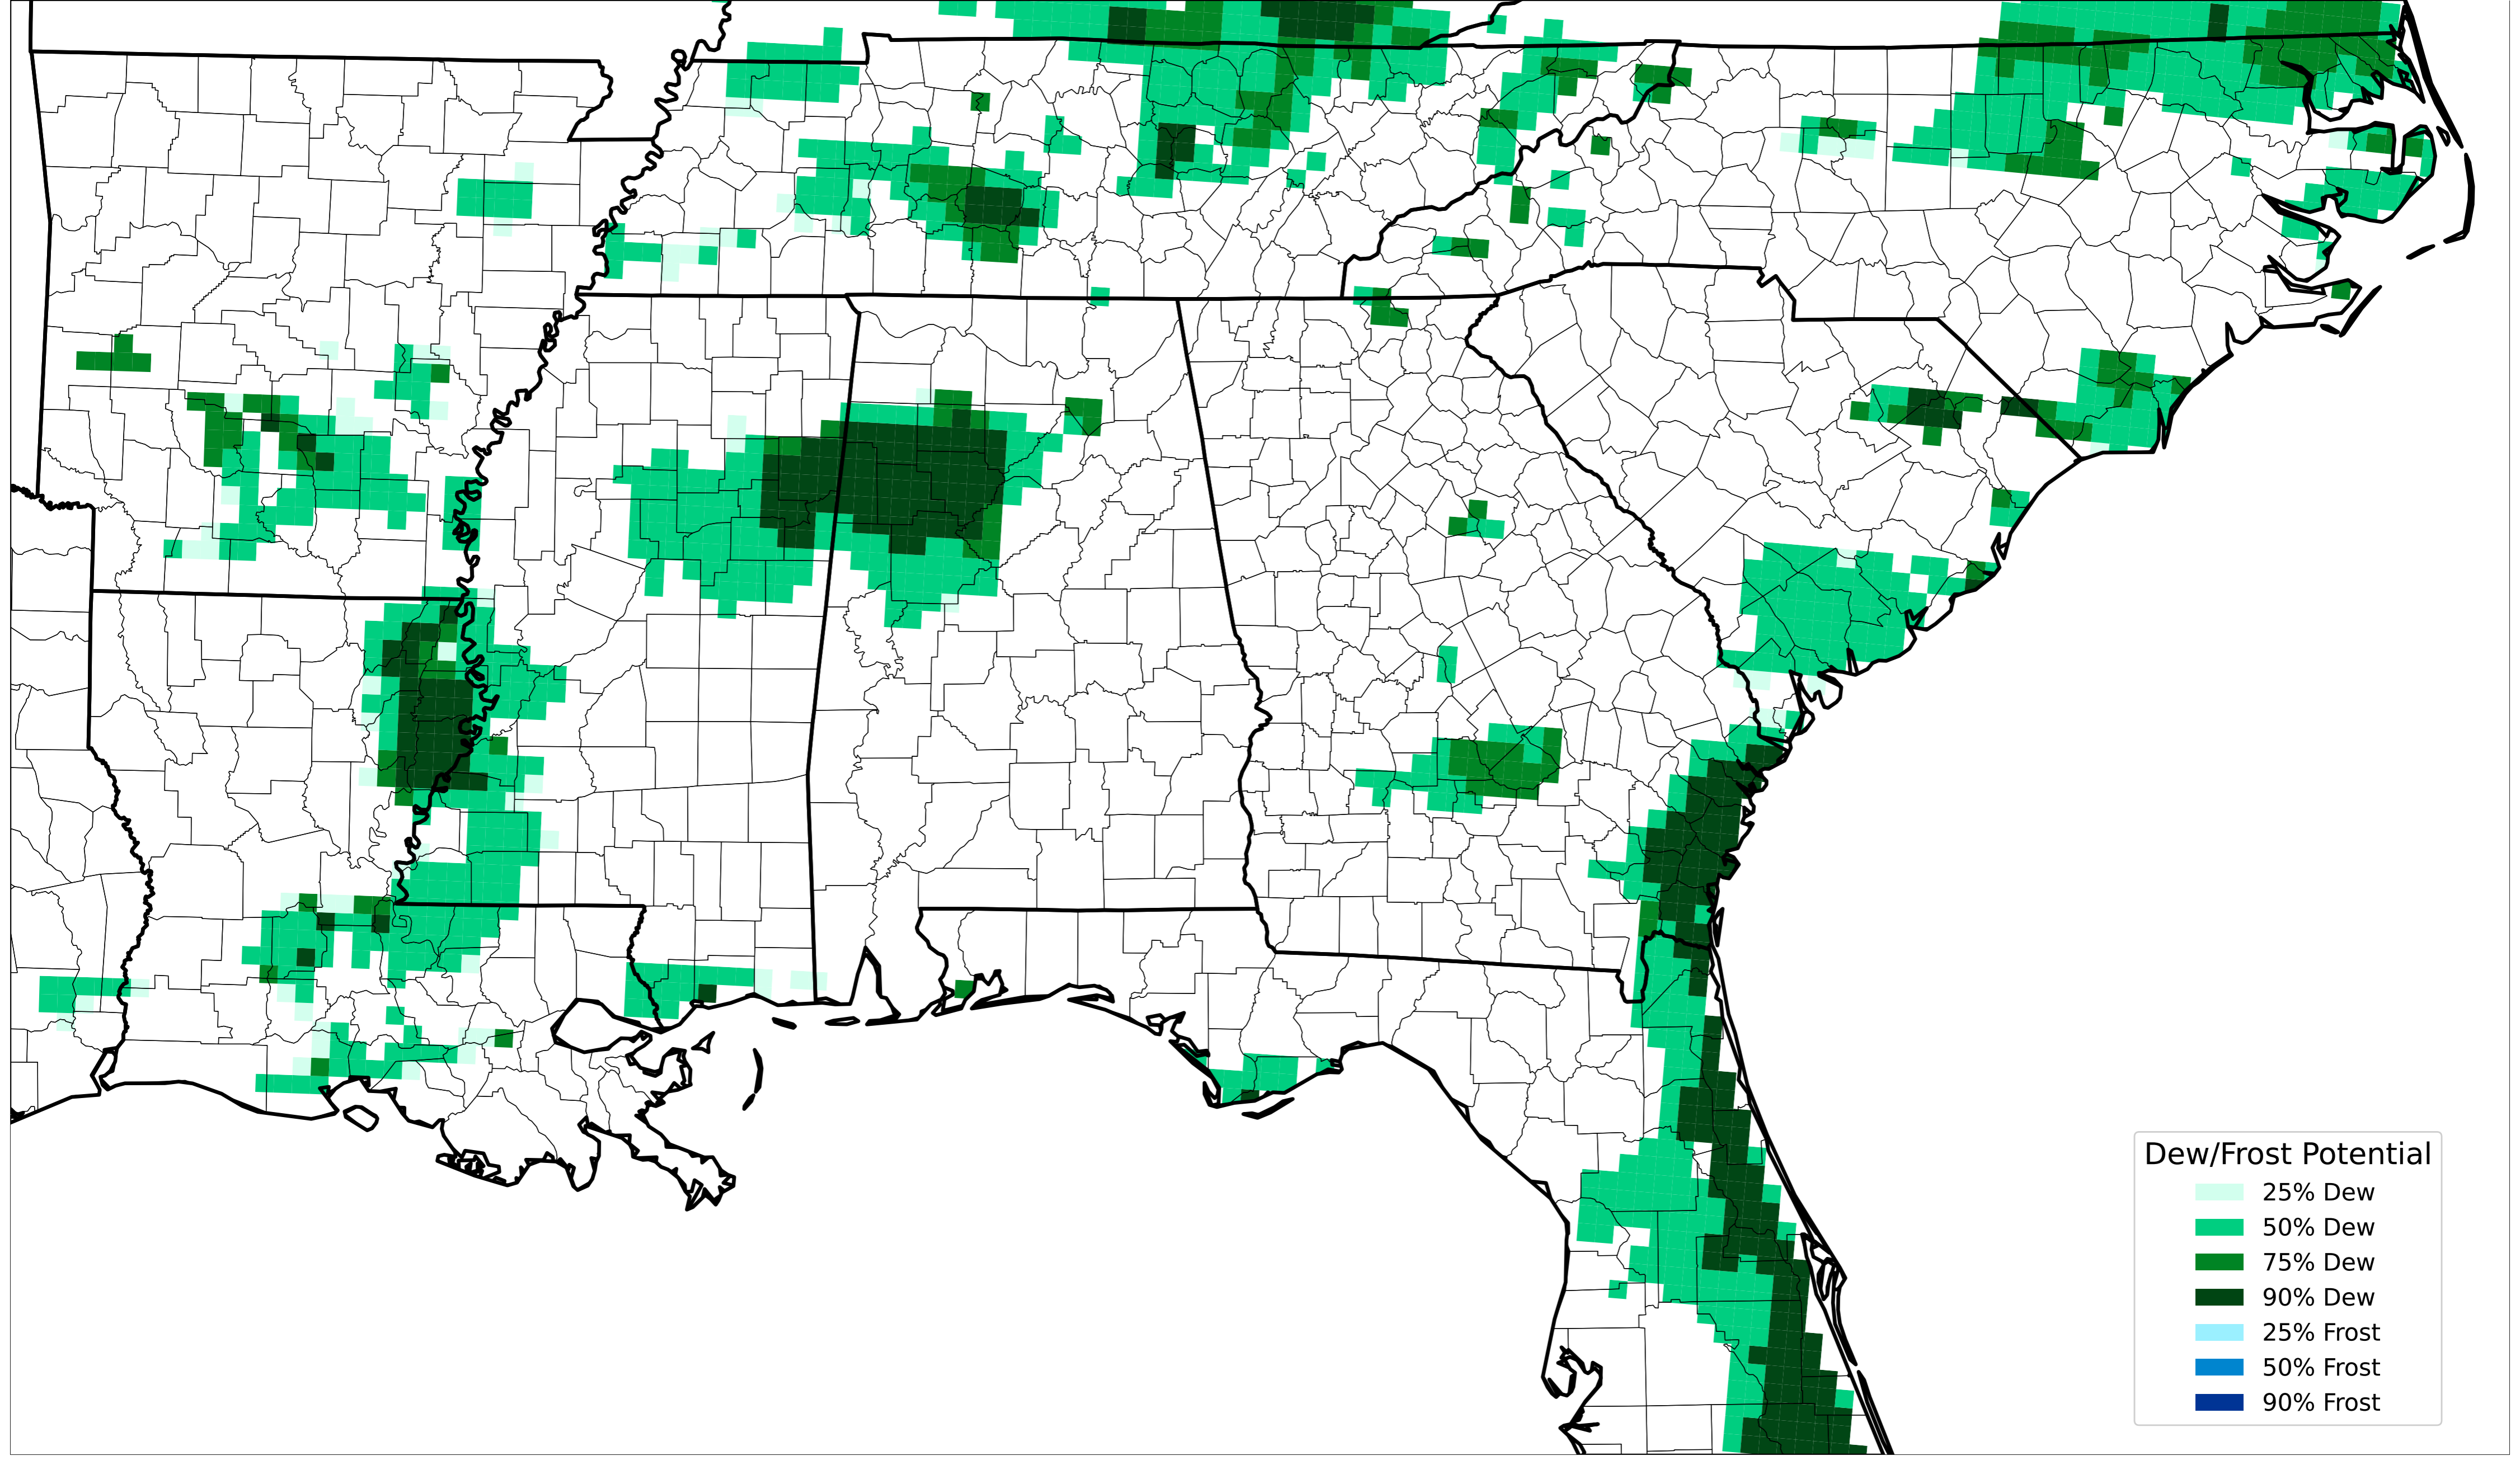 Dew/Frost Potential
25% Dew
50% Dew
75% Dew
90% Dew
25% Frost
50% Frost
90% Frost